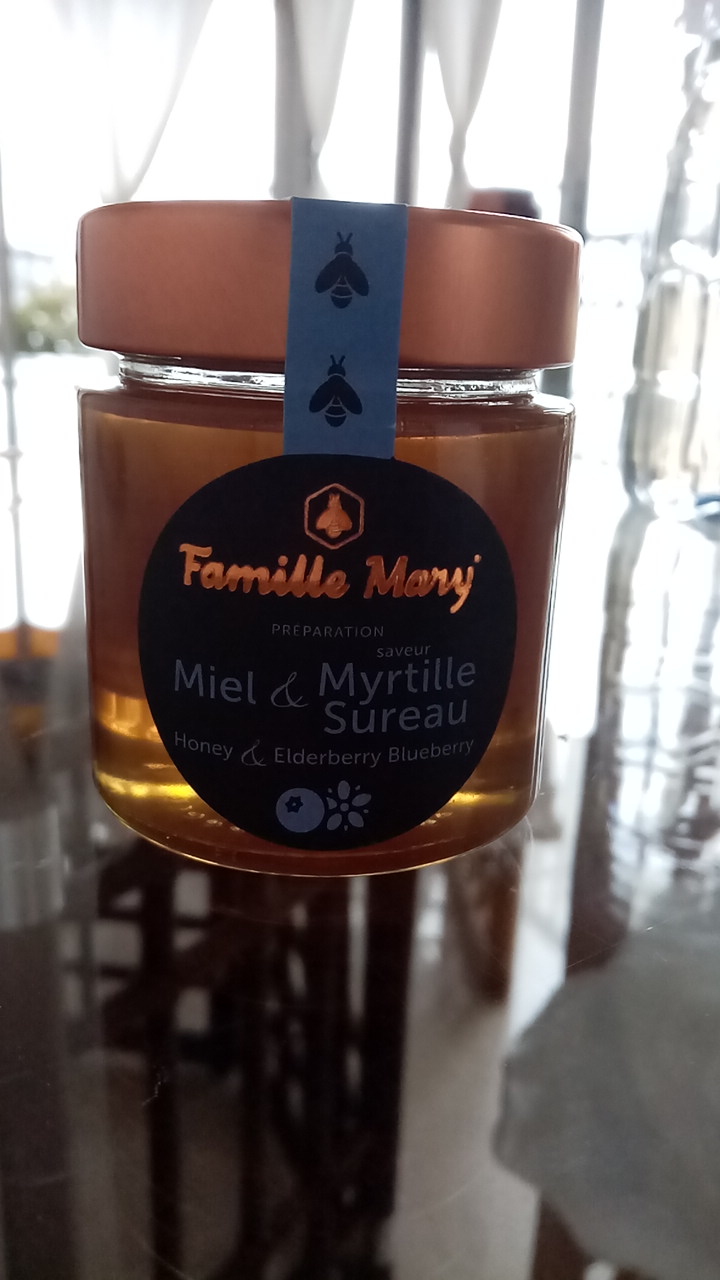 Famille Mary
PRÉPARATION
saveur
Miel & Myrtille
Sureau
Honey & Elderberry Blueberry